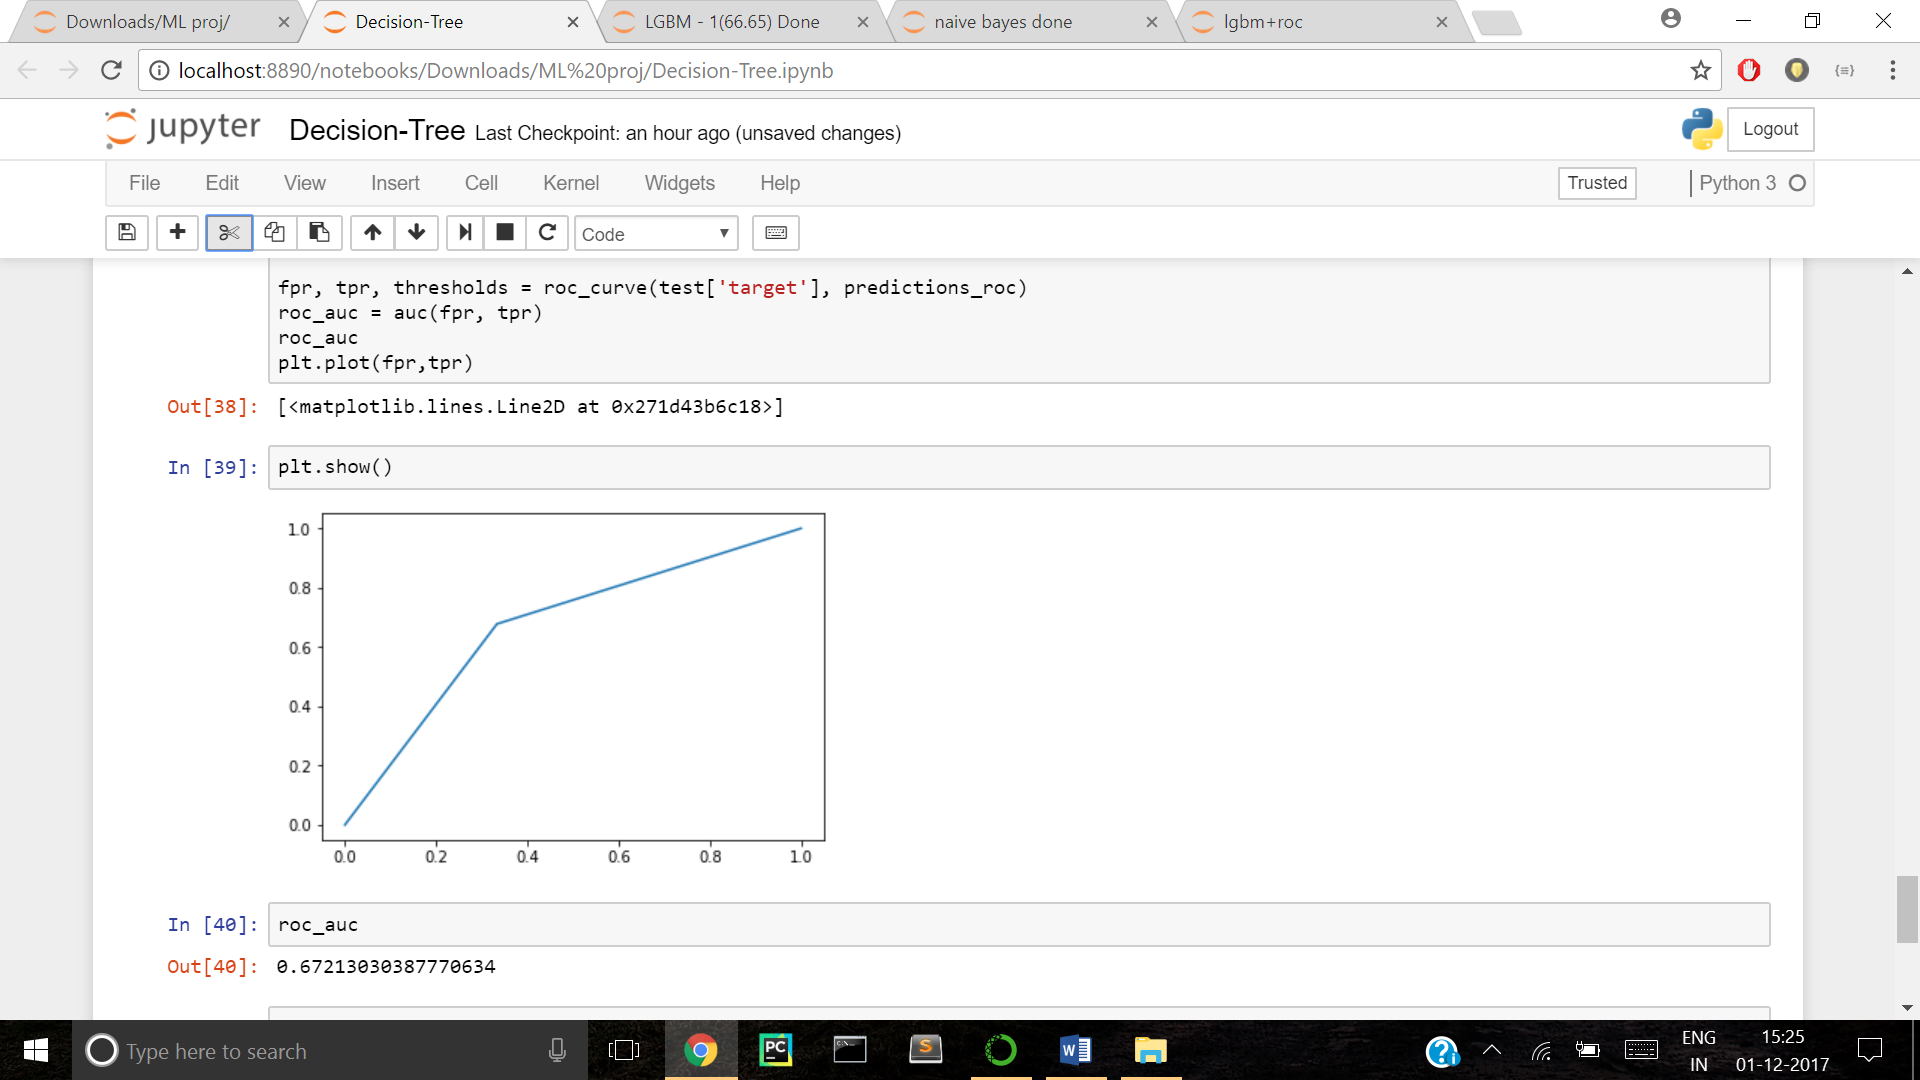 Downloads/ML proj/
Decision-Tree
LGBM - 1(66.65) Done
naive bayes done
lgbm+roc
localhost:8890/notebooks/Downloads/ML%20proj/Decision-Tree.ipynb
jupyter Decision-Tree Last Checkpoint: an hour ago (unsaved changes)
Logout
File Edit View Insert Cell Kernel Widgets Help
Trusted
Python 3
Code
fpr, tpr, thresholds = roc_curve(test['target'], predictions_roc)
roc_auc = auc(fpr, tpr)
roc_auc
plt.plot(fpr,tpr)
Out[38]: [<matplotlib.lines.Line2D at 0x271d43b6c18>]
In [39]: plt.show()
1.0
0.8
0.6
0.4
0.2
0.0
0.0 0.2 0.4 0.6 0.8 1.0
In [40]: roc_auc
Out[40]: 0.67213030387770634
Type here to search
PC
S
W
ENG
IN
15:25
01-12-2017